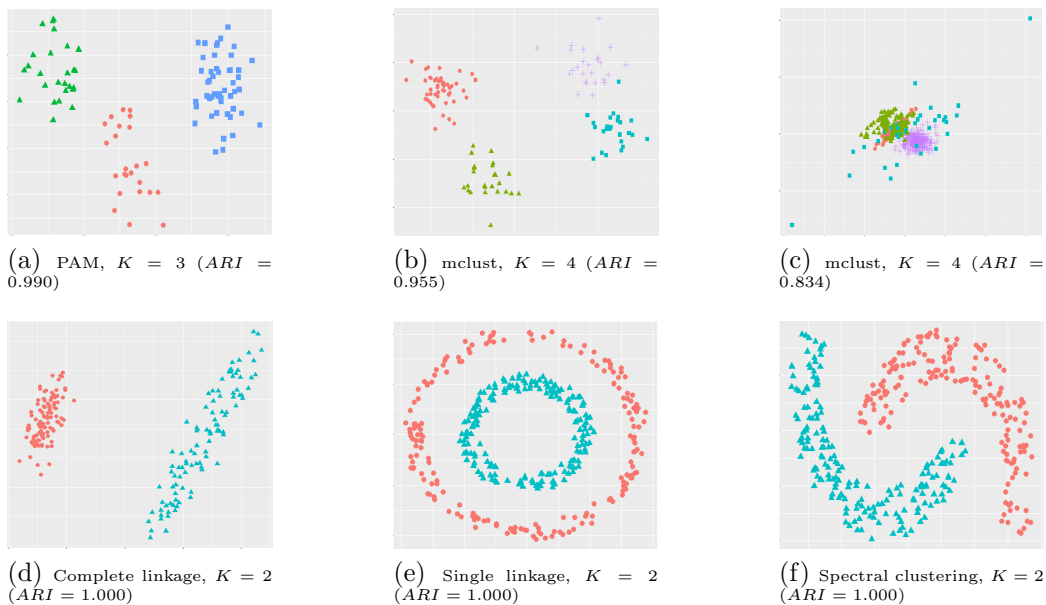 (a) PAM, K = 3 (ARI =
0.990)
(b) mclust, K = 4 (ARI =
0.955)
(c) mclust, K = 4 (ARI =
0.834)
(d) Complete linkage, K = 2
(ARI = 1.000)
(e) Single linkage, K = 2
(ARI = 1.000)
(f) Spectral clustering, K = 2
(ARI = 1.000)